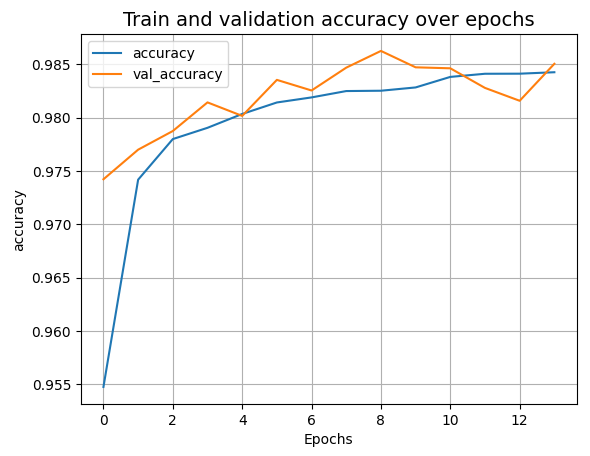 Train and validation accuracy over epochs
accuracy
val_accuracy
0.985
0.980
0.975
0.970
0.965
0.960
0.955
accuracy
0 2 4 6 8 10 12
Epochs